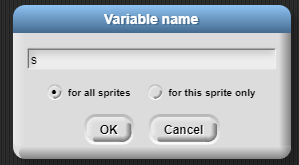 Variable name
s
for all sprites for this sprite only
OK Cancel